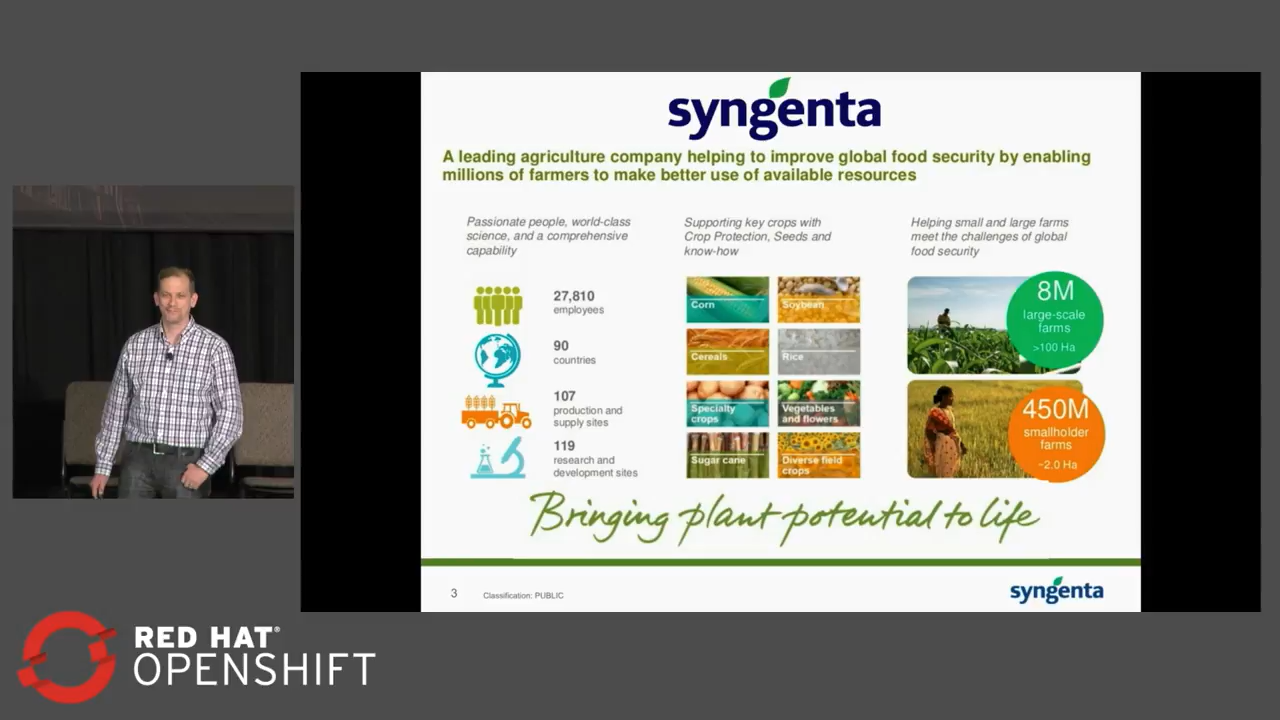 syngenta
A leading agriculture company helping to improve global food security by enabling
millions of farmers to make better use of available resources
Passionate people, world-class
science, and a comprehensive
capability
27,810
employees
90
countries
107
production and
supply sites
119
research and
development sites
Supporting key crops with
Crop Protection, Seeds and
know-how
Corn
Soybean
Cereals
Rice
Specialty
crops
Vegetables
and flowers
Sugar cane
Diverse field
crops
Helping small and large farms
meet the challenges of global
food security
8M
large-scale
farms
>100 Ha
450M
smallholder
farms
~2.0 Ha
Bringing plant potential to life
3
Classification: PUBLIC
syngenta
RED HAT®
OPENSHIFT